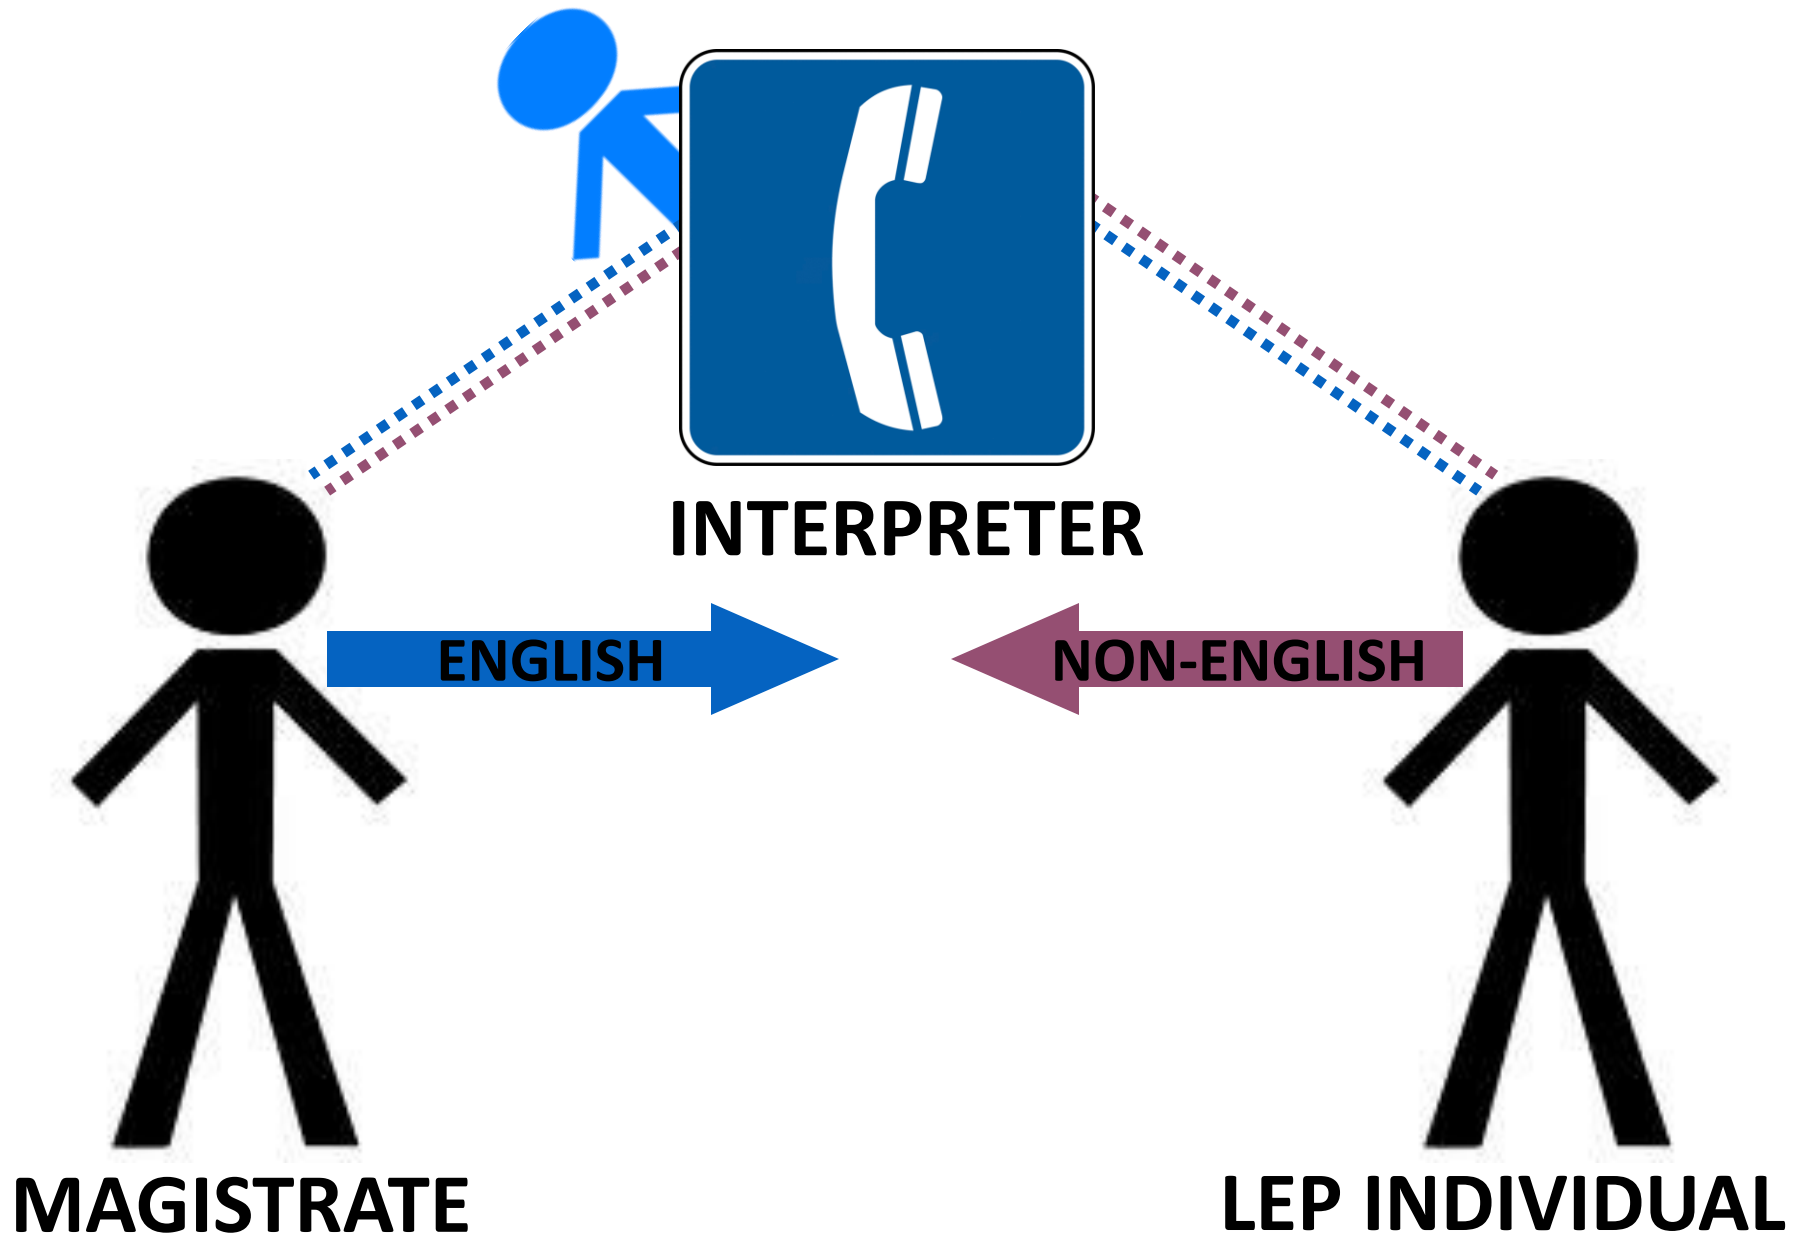 INTERPRETER
ENGLISH
NON-ENGLISH
MAGISTRATE
LEP INDIVIDUAL